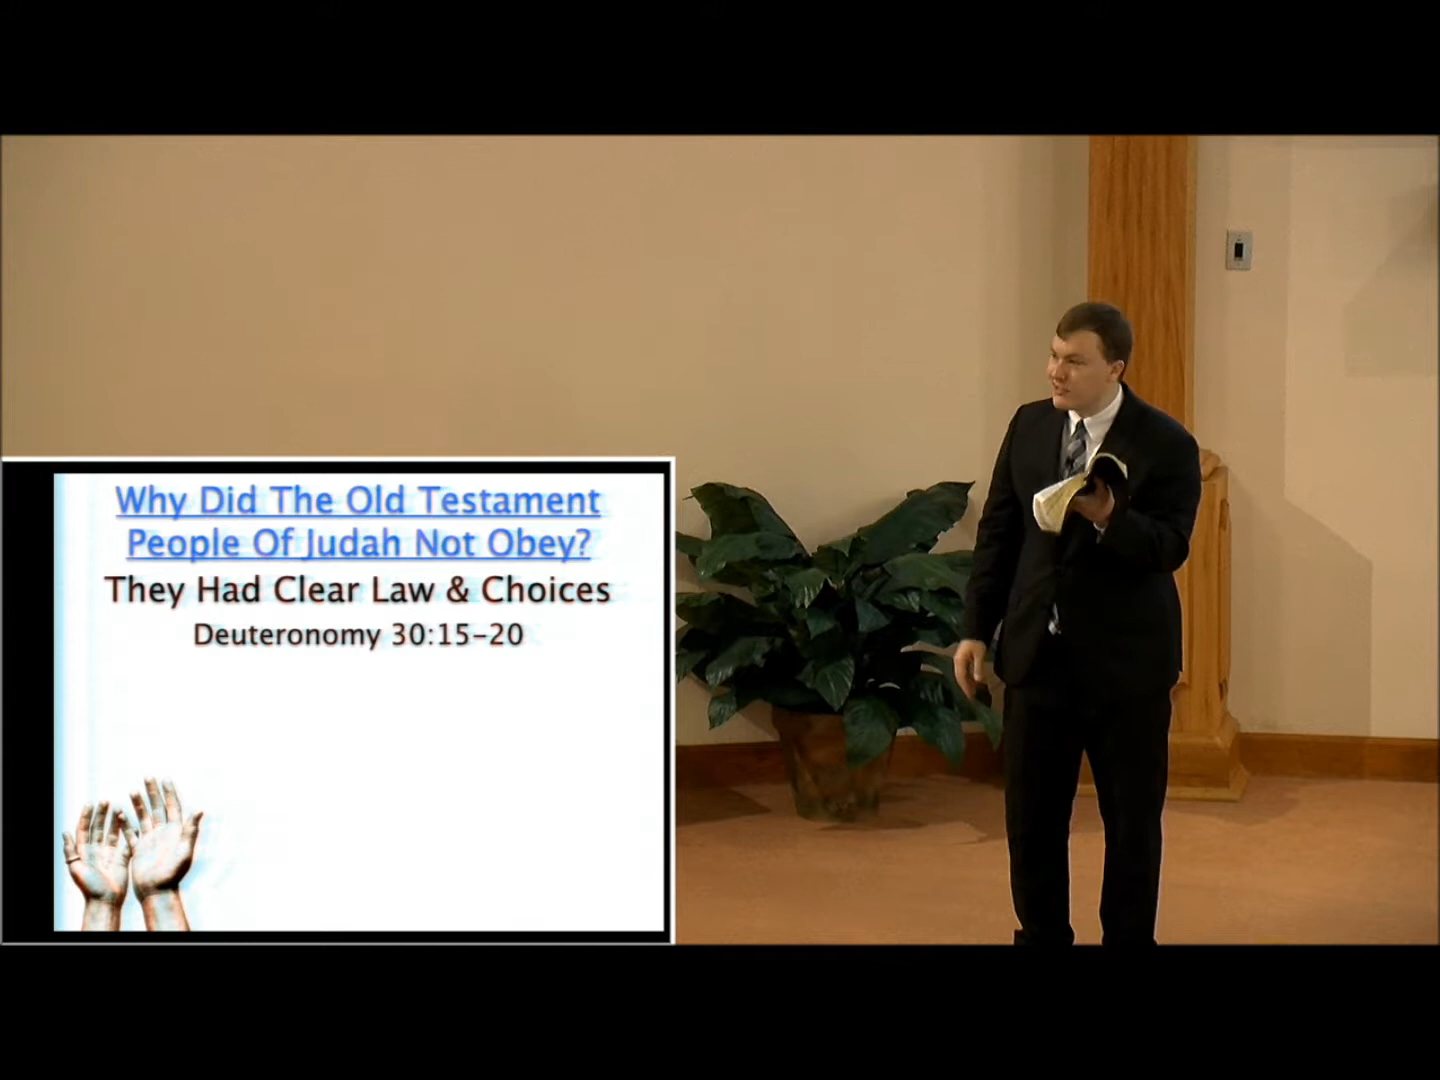 Why Did The Old Testament
People Of Judah Not Obey?
They Had Clear Law & Choices
Deuteronomy 30:15-20